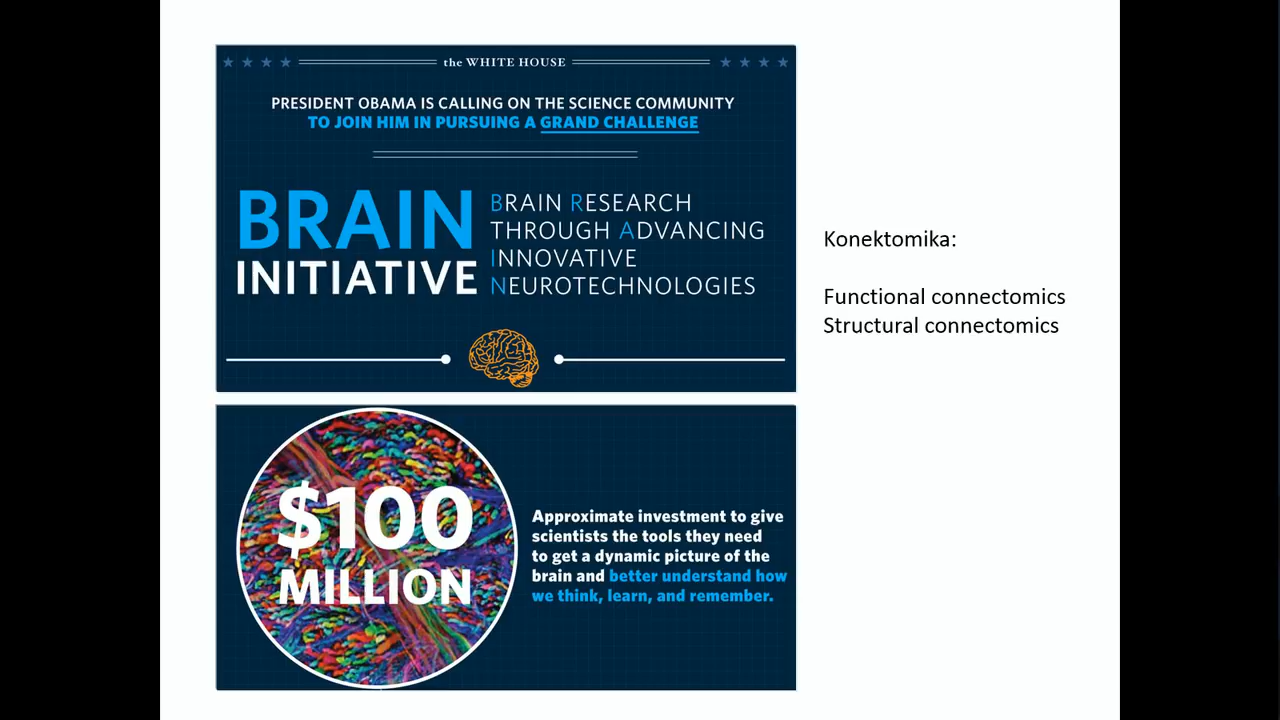 the WHITE HOUSE
PRESIDENT OBAMA IS CALLING ON THE SCIENCE COMMUNITY
TO JOIN HIM IN PURSUING A GRAND CHALLENGE
BRAIN
INITIATIVE
BRAIN RESEARCH
THROUGH ADVANCING
INNOVATIVE
NEUROTECHNOLOGIES
$100
MILLION
Approximate investment to give
scientists the tools they need
to get a dynamic picture of the
brain and better understand how
we think, learn, and remember.
Konektomika:
Functional connectomics
Structural connectomics